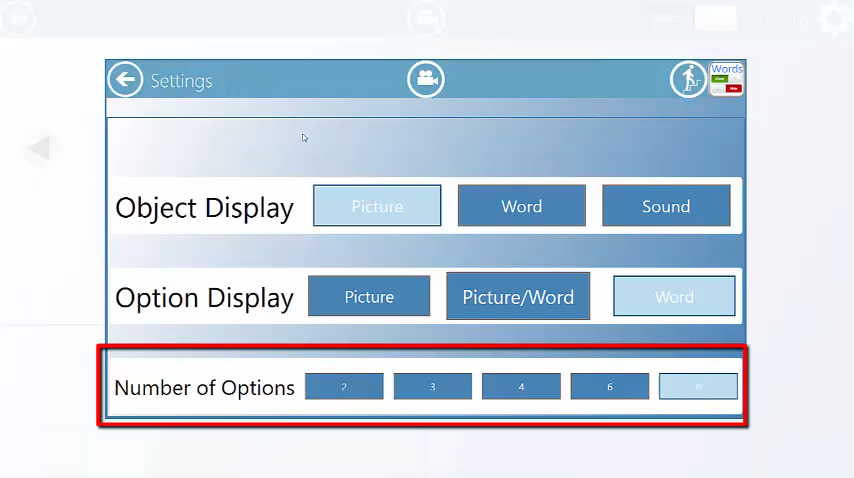 Settings
Words
Object Display Picture Word Sound
Option Display Picture Picture/Word Word
Number of Options 2 3 4 6 8